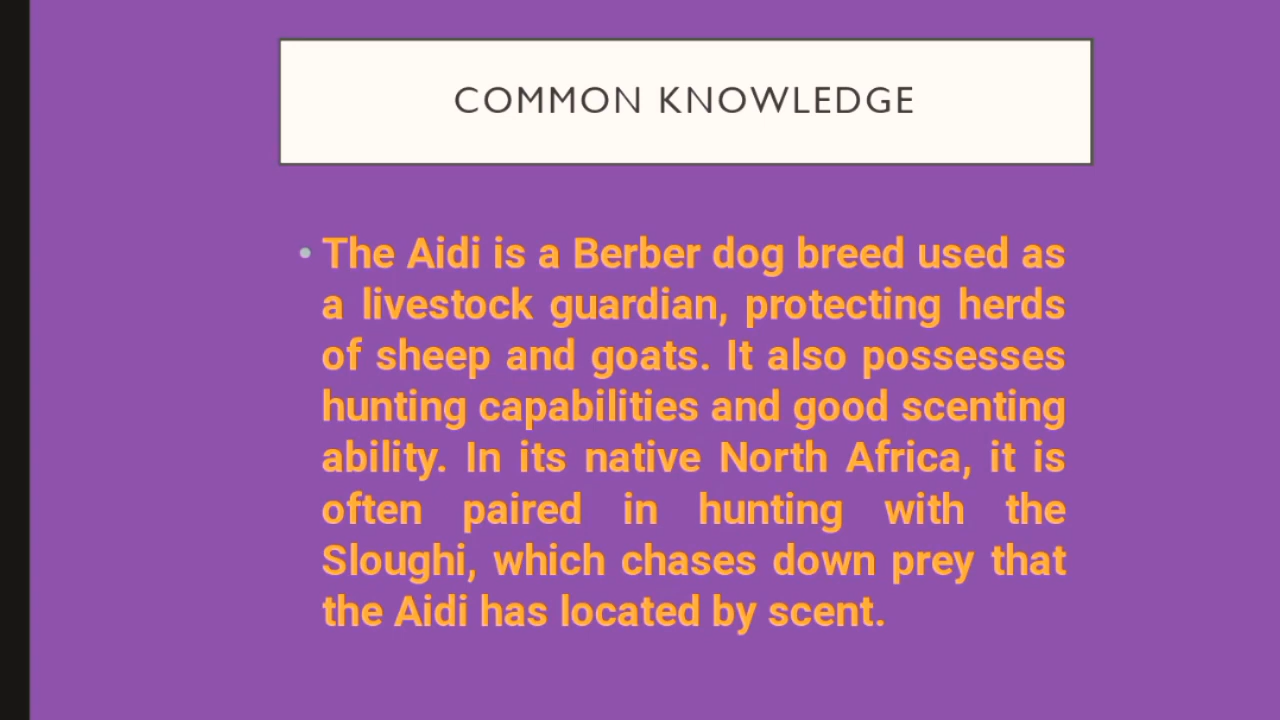 COMMON KNOWLEDGE
• The Aidi is a Berber dog breed used as
a livestock guardian, protecting herds
of sheep and goats. It also possesses
hunting capabilities and good scenting
ability. In its native North Africa, it is
often paired in hunting with the
Sloughi, which chases down prey that
the Aidi has located by scent.